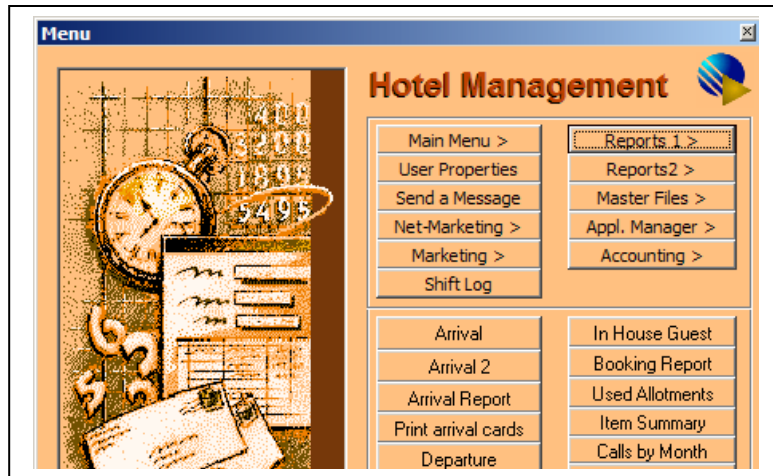 Menu
Hotel Management
400
3200
1895
5495
Main Menu >
User Properties
Send a Message
Net-Marketing >
Marketing >
Shift Log
Reports 1 >
Reports2 >
Master Files >
Appl. Manager >
Accounting >
Arrival
Arrival 2
Arrival Report
Print arrival cards
Departure
In House Guest
Booking Report
Used Allotments
Item Summary
Calls by Month